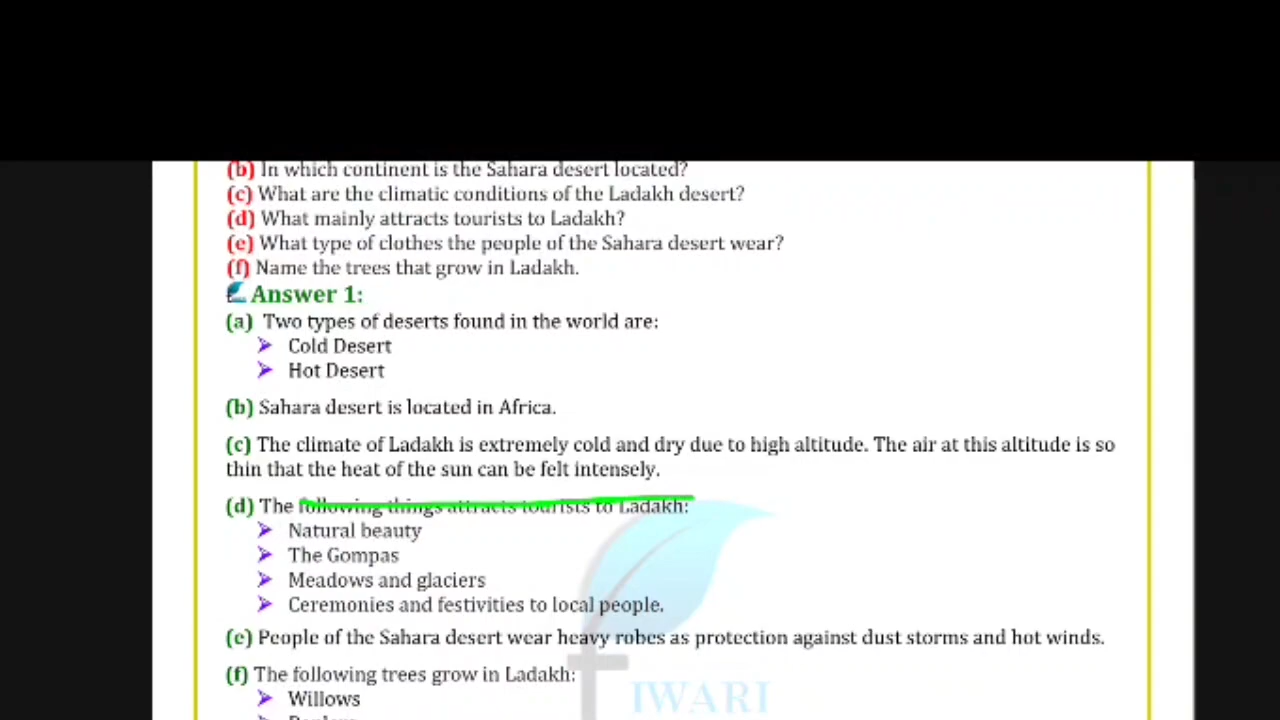 (b) In which continent is the Sahara desert located?
(c) What are the climatic conditions of the Ladakh desert?
(d) What mainly attracts tourists to Ladakh?
(e) What type of clothes the people of the Sahara desert wear?
(f) Name the trees that grow in Ladakh.
Answer 1:
(a) Two types of deserts found in the world are:
Cold Desert
Hot Desert
(b) Sahara desert is located in Africa.
(c) The climate of Ladakh is extremely cold and dry due to high altitude. The air at this altitude is so
thin that the heat of the sun can be felt intensely.
(d) The following things attracts tourists to Ladakh:
Natural beauty
The Gompas
Meadows and glaciers
Ceremonies and festivities to local people.
(e) People of the Sahara desert wear heavy robes as protection against dust storms and hot winds.
(f) The following trees grow in Ladakh:
Willows
IWARI